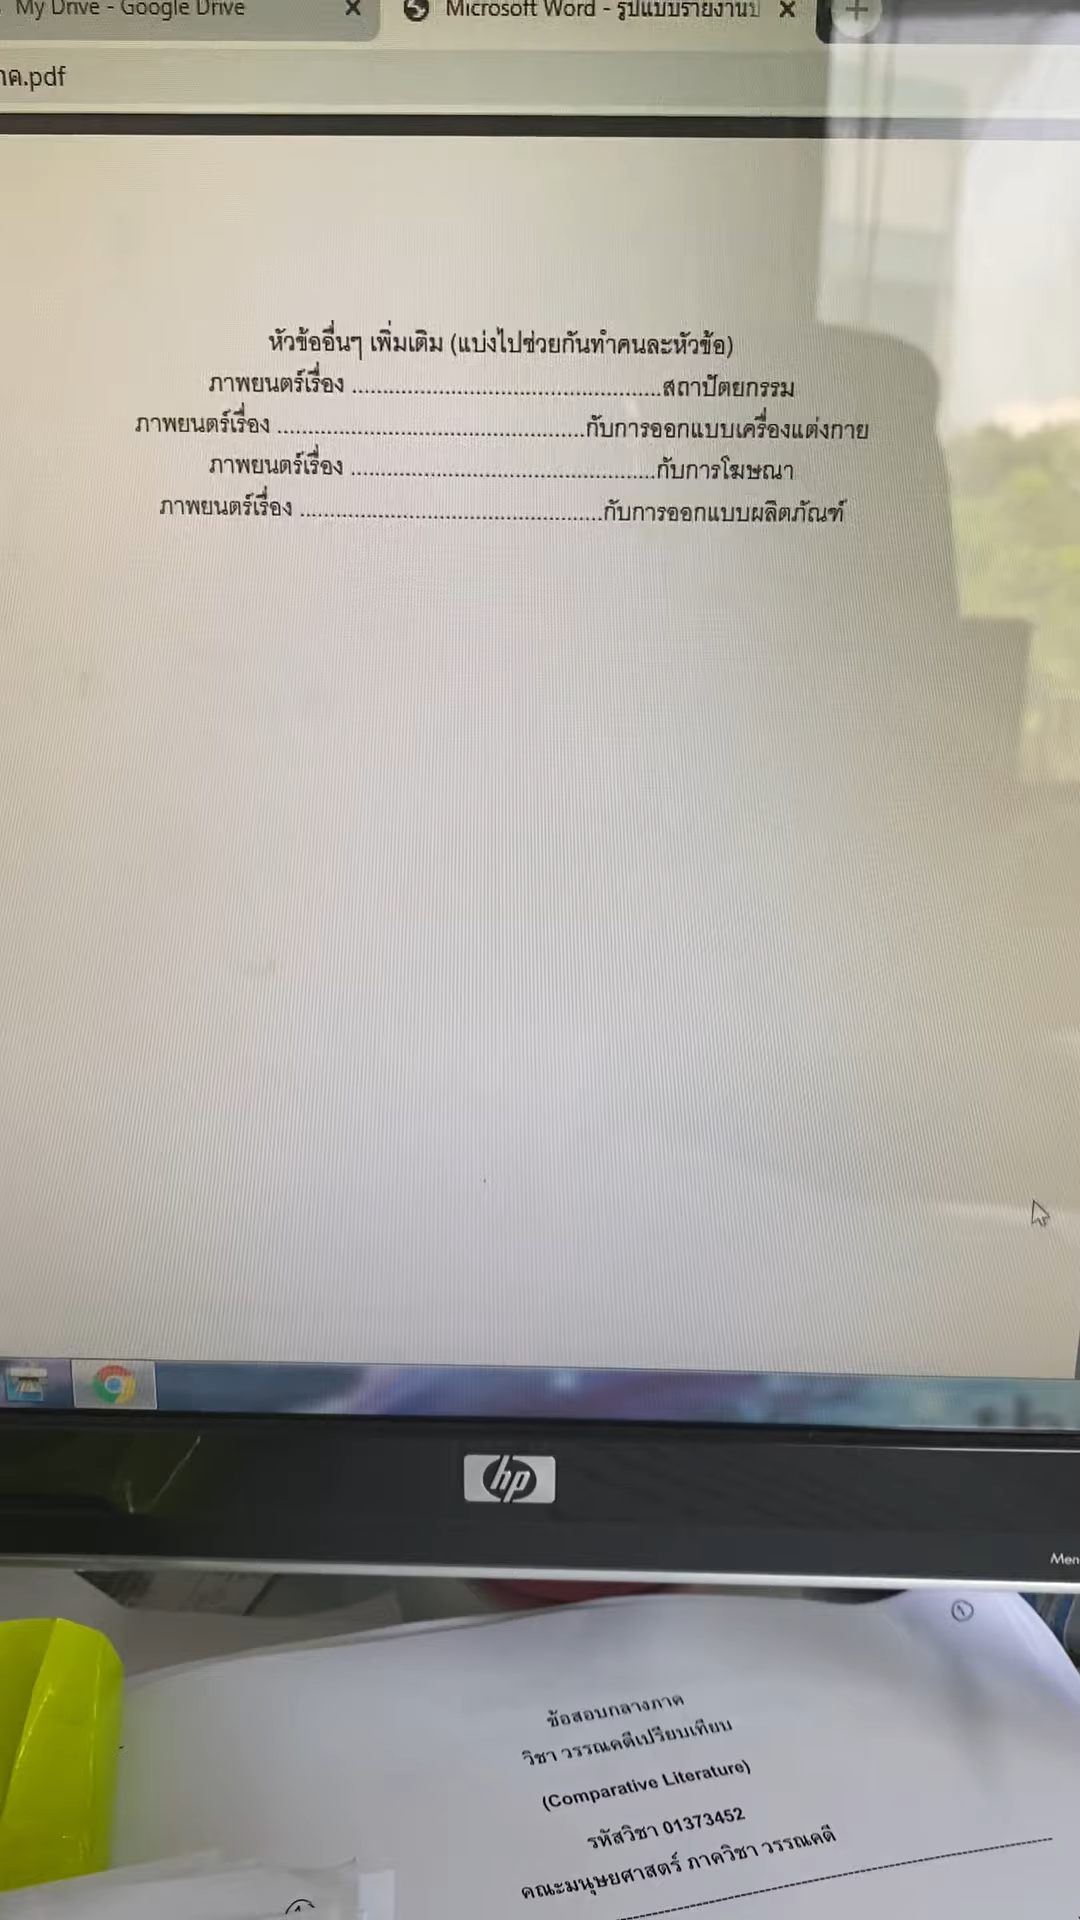 My Drive - Google Drive
Microsoft Word - รูปแบบรายงาน
าค.pdf
หัวข้ออื่นๆ เพิ่มเติม (แบ่งไปช่วยกันทำคนละหัวข้อ)
ภาพยนตร์เรื่อง ..................................................สถาปัตยกรรม
ภาพยนตร์เรื่อง ..................................................กับการออกแบบเครื่องแต่งกาย
ภาพยนตร์เรื่อง .................................................กับการโฆษณา
ภาพยนตร์เรื่อง .................................................กับการออกแบบผลิตภัณฑ์
hp
Men
ข้อสอบกลางภาค
วิชา วรรณคดีเปรียบเทียบ
(Comparative Literature)
รหัสวิชา 01373452
คณะมนุษยศาสตร์ ภาควิชา วรรณคดี